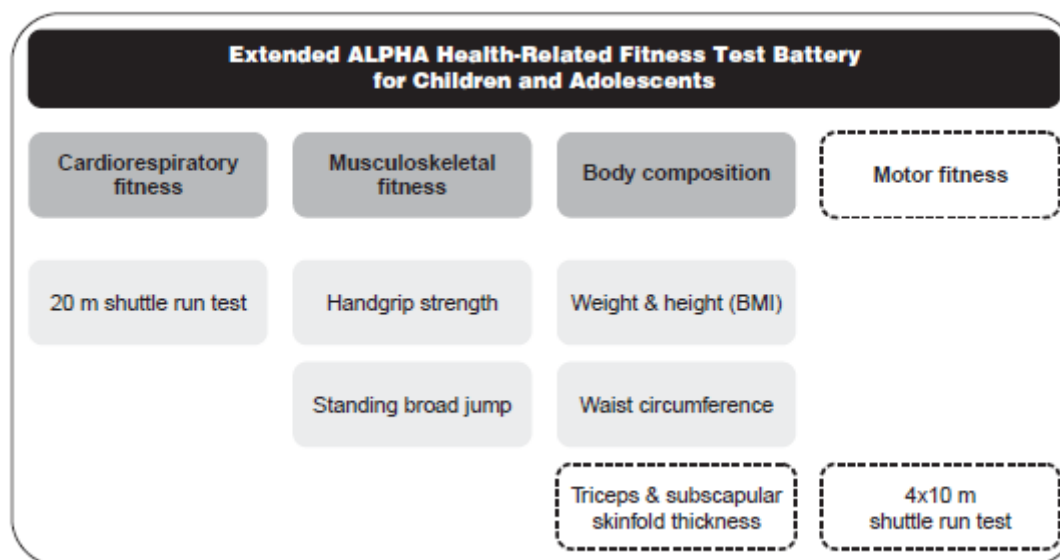 Extended ALPHA Health-Related Fitness Test Battery
for Children and Adolescents
Cardiorespiratory
fitness
Musculoskeletal
fitness
Body composition
Motor fitness
20 m shuttle run test
Handgrip strength
Weight & height (BMI)
Standing broad jump
Waist circumference
Triceps & subscapular
skinfold thickness
4x10 m
shuttle run test